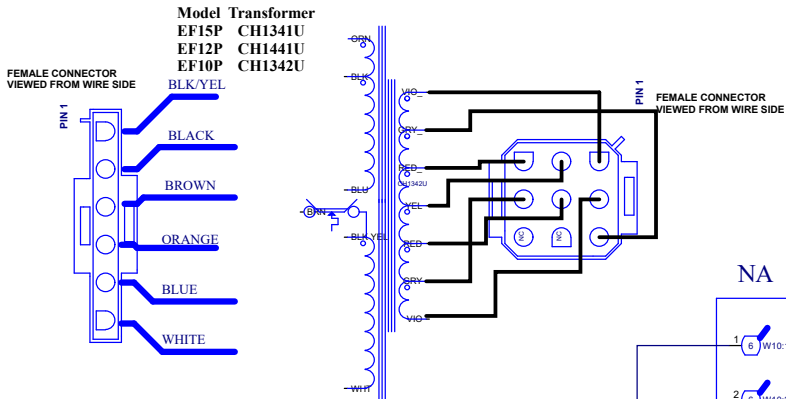 Model Transformer
EF15P CH1341U
EF12P CH1441U
EF10P CH1342U
FEMALE CONNECTOR
VIEWED FROM WIRE SIDE
PIN 1
BLK/YEL
BLACK
BROWN
ORANGE
BLUE
WHITE
ORN
BLK
BLU
BRN
BLK-YEL
WHT
VIO
GRY
RED
CH1342U
YEL
RED
GRY
VIO
PIN 1
FEMALE CONNECTOR
VIEWED FROM WIRE SIDE
NC
NC
NA
1
6
2